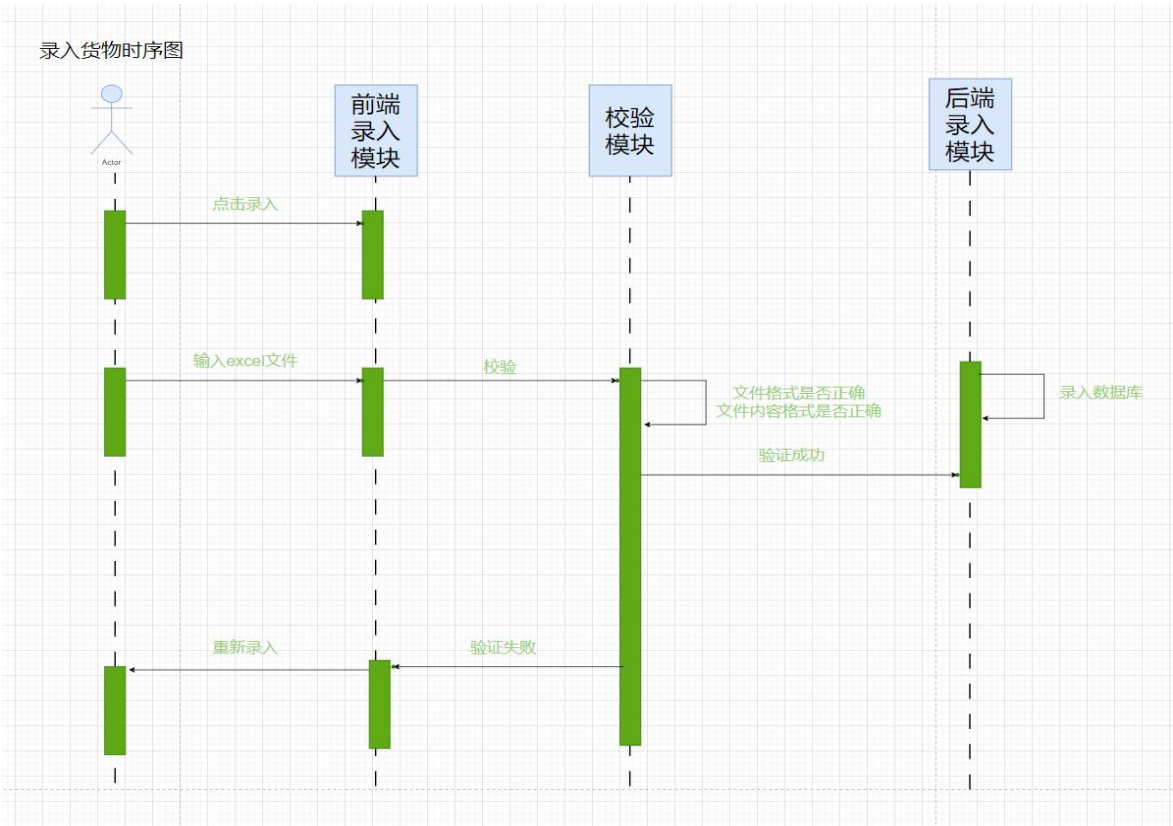 录入货物时序图
Actor
前端
录入
模块
校验
模块
后端
录入
模块
点击录入
输入excel文件
校验
文件格式是否正确
文件内容格式是否正确
录入数据库
验证成功
重新录入
验证失败